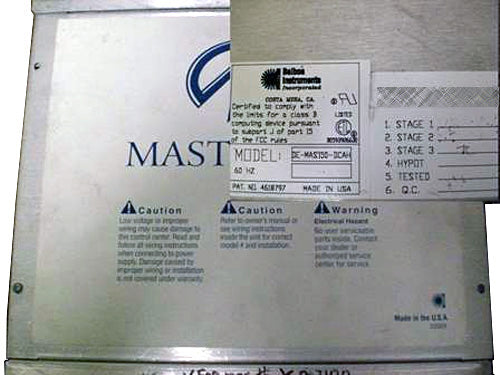 MAST
Balboa
Instruments
Incorporated
COSTA MESA, CA.
Certified to comply with
the limits for a class B
computing device pursuant
to subpart J of part 15
of the FCC rules
LISTED
MODEL: DE-MAS150-DCAH
60 HZ
PAT. NO. 4618797 MADE IN U.S.A.
1. STAGE 1
2. STAGE 2
3. STAGE 3
4. HYPOT
5. TESTED
6. Q.C.
Caution
Low voltage or improper
wiring may cause damage to
this control center. Read and
follow all wiring instructions
when connecting to power
supply. Damage caused by
improper wiring or installation
is not covered under warranty.
Caution
Refer to owner's manual or
see wiring instructions
inside the unit for correct
model # and installation.
Warning
Electrical Hazard
No user serviceable
parts inside. Contact
your dealer or
authorized service
center for service.
Made in the U.S.A.